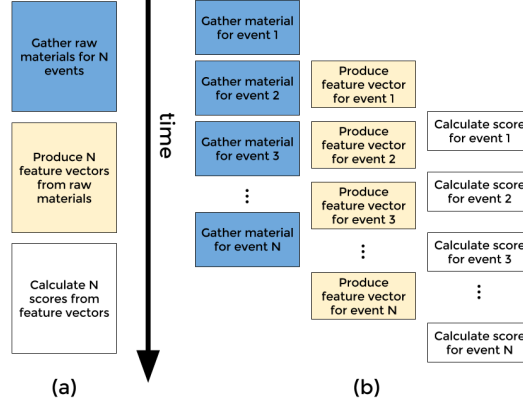 Gather raw
materials for N
events
Produce N
feature vectors
from raw
materials
Calculate N
scores from
feature vectors
(a)
time
Gather material
for event 1
Gather material
for event 2
Gather material
for event 3
⋮
Gather material
for event N
Produce
feature vector
for event 1
Produce
feature vector
for event 2
Produce
feature vector
for event 3
⋮
Produce
feature vector
for event N
Calculate score
for event 1
Calculate score
for event 2
Calculate score
for event 3
⋮
Calculate score
for event N
(b)